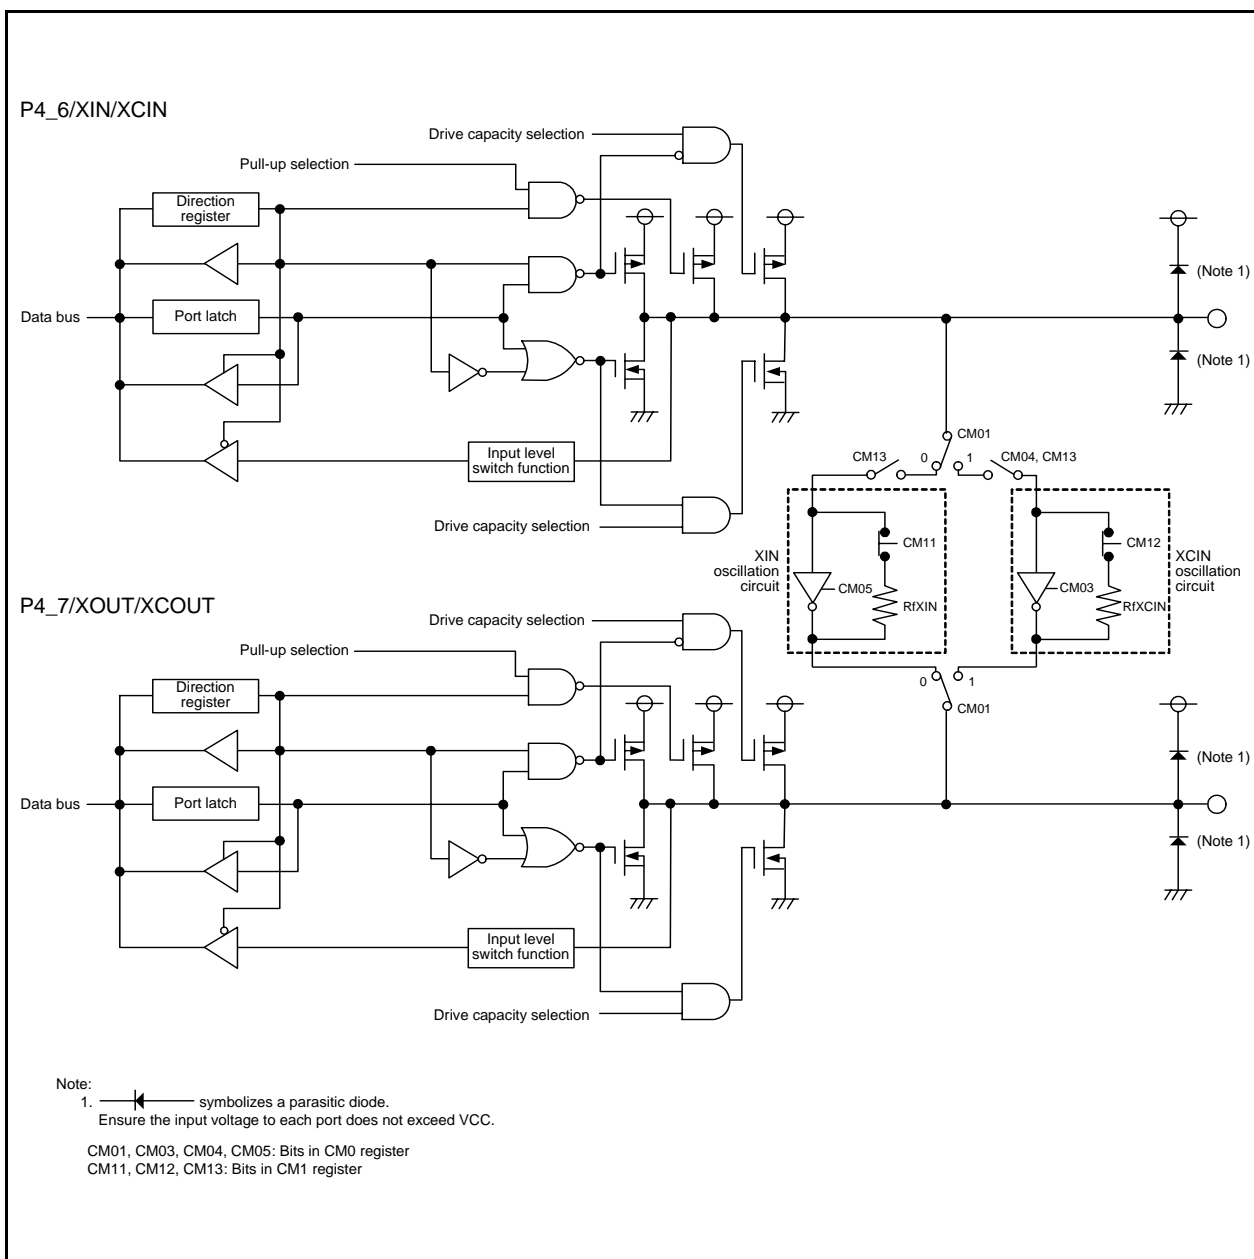 P4_6/XIN/XCIN
Drive capacity selection
Pull-up selection
Direction
register
Data bus
Port latch
Input level
switch function
Drive capacity selection
(Note 1)
(Note 1)
CM01
CM13
0
1
CM04, CM13
XIN
oscillation
circuit
CM11
CM05
RfXIN
CM12
CM03
RfXCIN
XCIN
oscillation
circuit
0
1
CM01
P4_7/XOUT/XCOUT
Drive capacity selection
Pull-up selection
Direction
register
Data bus
Port latch
Input level
switch function
Drive capacity selection
(Note 1)
(Note 1)
Note:
1. symbolizes a parasitic diode.
Ensure the input voltage to each port does not exceed VCC.
CM01, CM03, CM04, CM05: Bits in CM0 register
CM11, CM12, CM13: Bits in CM1 register